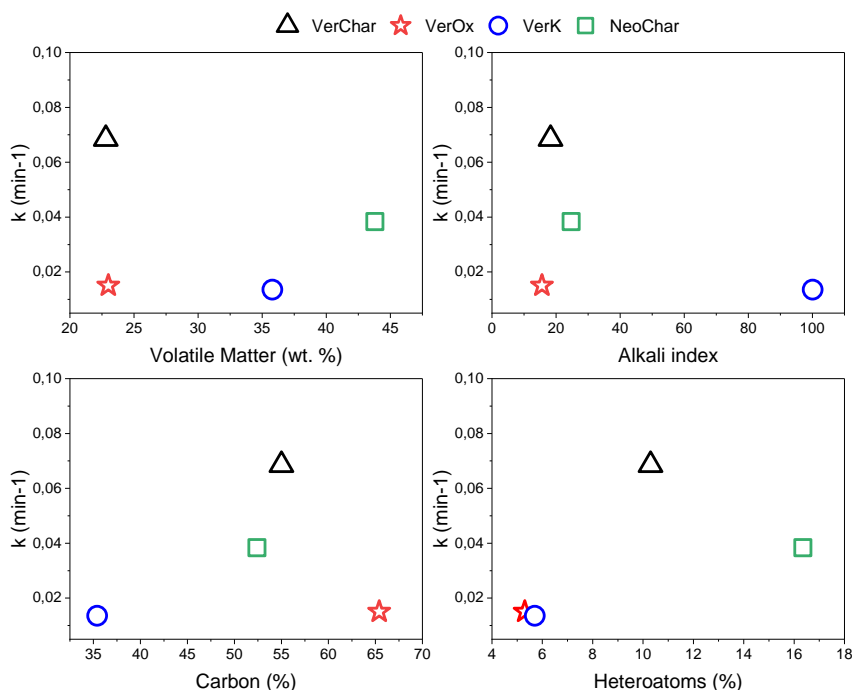 VerChar VerOx VerK NeoChar
0,10
0,08
0,06
0,04
0,02
k (min-1)
20 25 30 35 40 45
Volatile Matter (wt. %)
0,10
0,08
0,06
0,04
0,02
k (min-1)
0 20 40 60 80 100
Alkali index
0,10
0,08
0,06
0,04
0,02
k (min-1)
35 40 45 50 55 60 65 70
Carbon (%)
0,10
0,08
0,06
0,04
0,02
k (min-1)
4 6 8 10 12 14 16 18
Heteroatoms (%)